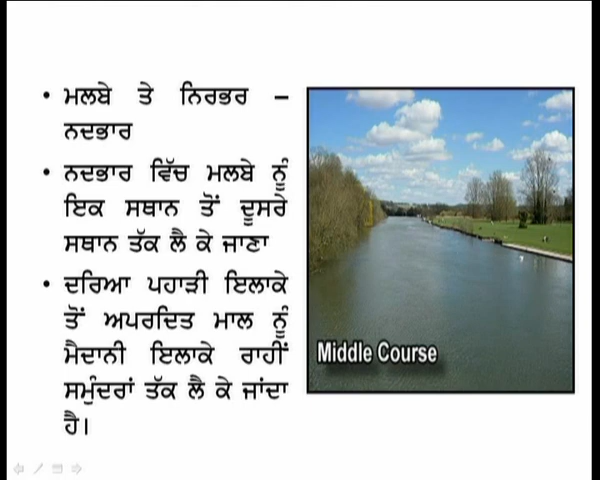 • ਮਲਬੇ ਤੇ ਨਿਰਭਰ –
ਨਦਭਾਰ
• ਨਦਭਾਰ ਵਿੱਚ ਮਲਬੇ ਨੂੰ
ਇਕ ਸਥਾਨ ਤੋਂ ਦੂਸਰੇ
ਸਥਾਨ ਤੱਕ ਲੈ ਕੇ ਜਾਣਾ
• ਦਰਿਆ ਪਹਾੜੀ ਇਲਾਕੇ
ਤੋਂ ਅਪਰਦਿਤ ਮਾਲ ਨੂੰ
ਮੈਦਾਨੀ ਇਲਾਕੇ ਰਾਹੀਂ
ਸਮੁੰਦਰਾਂ ਤੱਕ ਲੈ ਕੇ ਜਾਂਦਾ
ਹੈ।
Middle Course